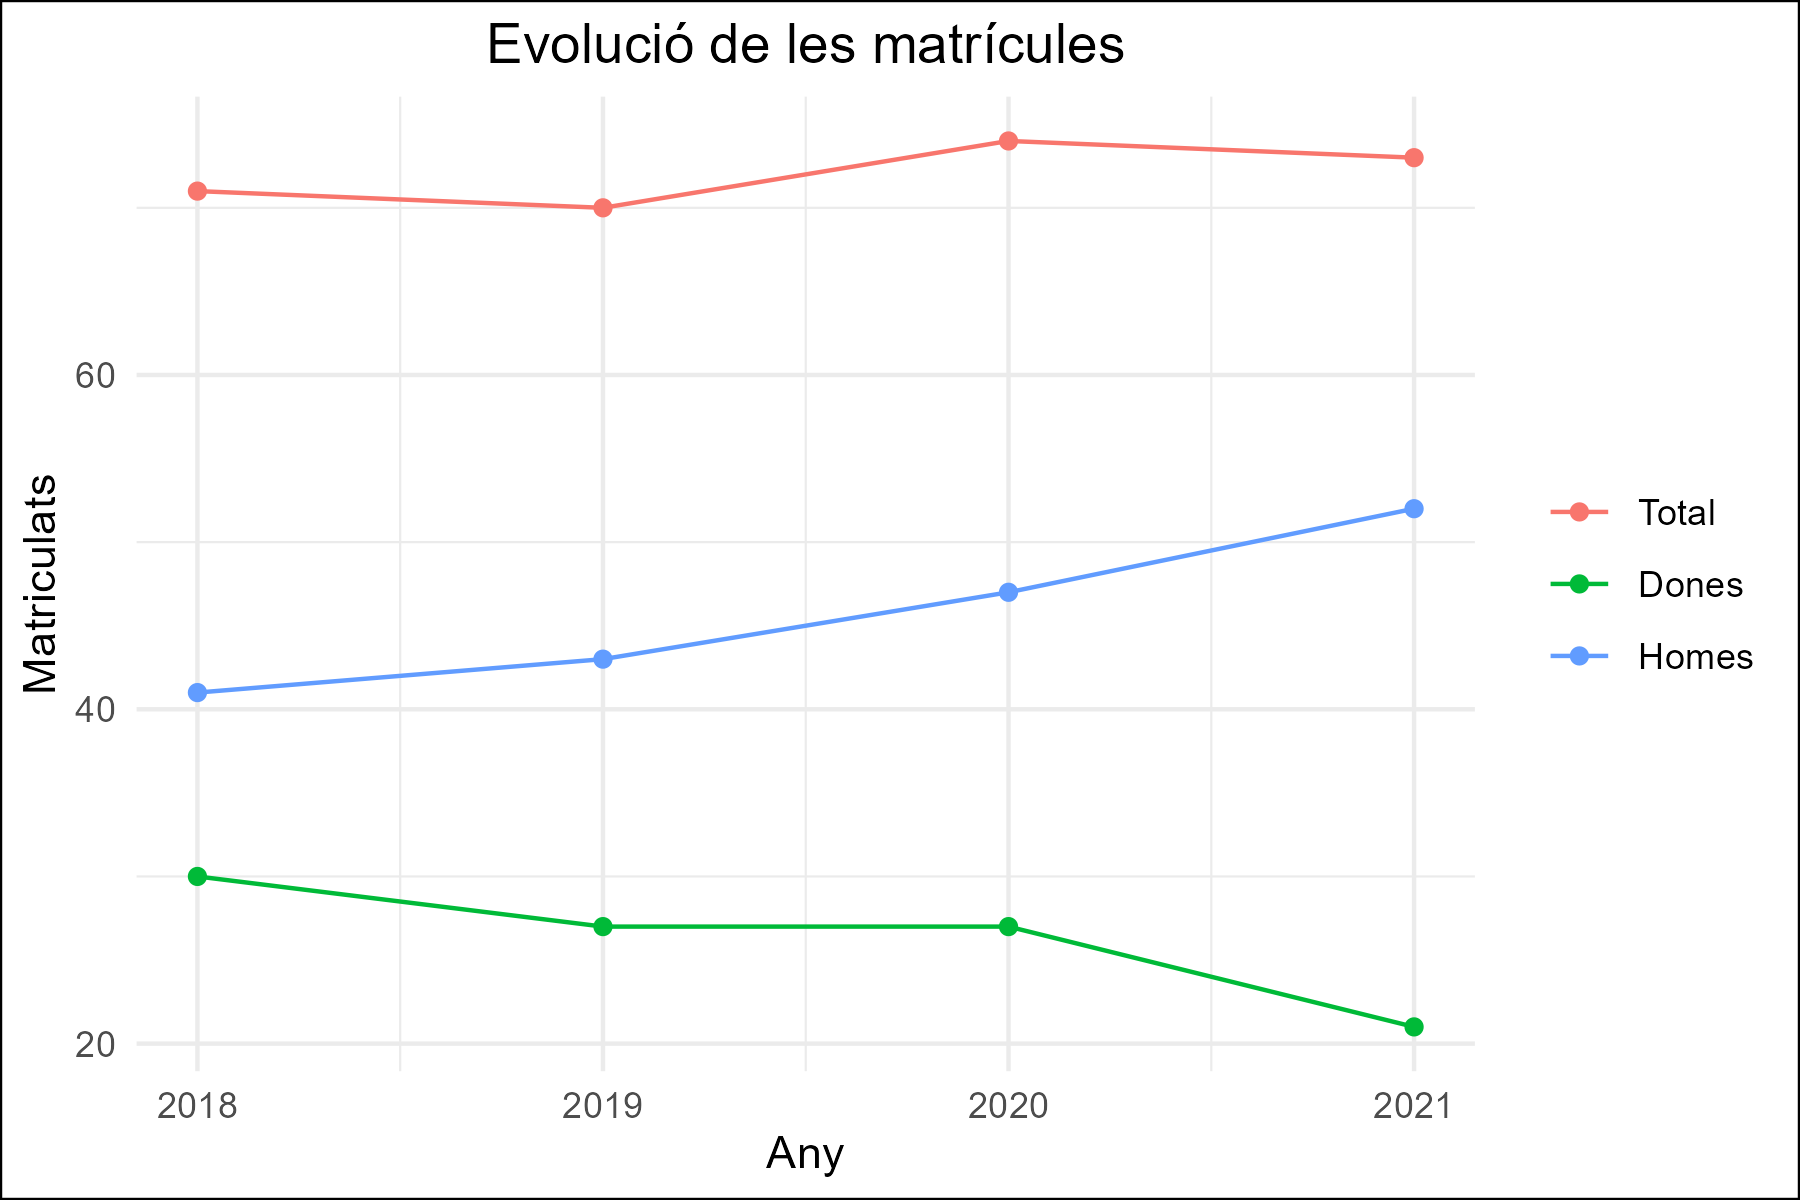 Evolució de les matrícules
Matriculats
60
40
20
2018 2019 2020 2021
Any
Total
Dones
Homes